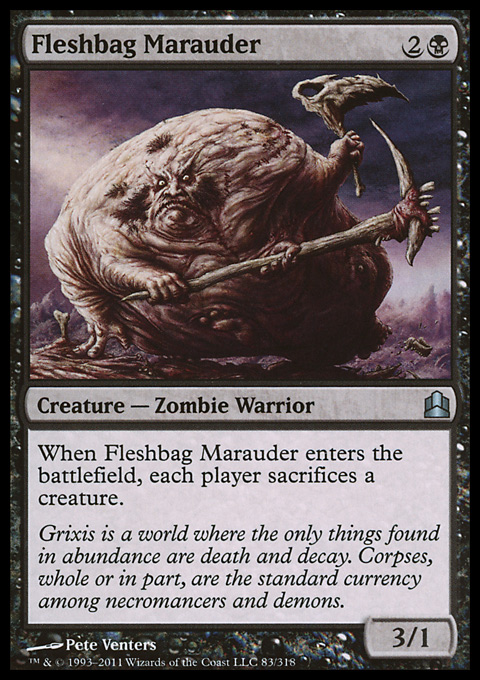 Fleshbag Marauder 2
Creature — Zombie Warrior
When Fleshbag Marauder enters the
battlefield, each player sacrifices a
creature.
Grixis is a world where the only things found
in abundance are death and decay. Corpses,
whole or in part, are the standard currency
among necromancers and demons.
Pete Venters
3/1
™ & © 1993–2011 Wizards of the Coast LLC 83/318